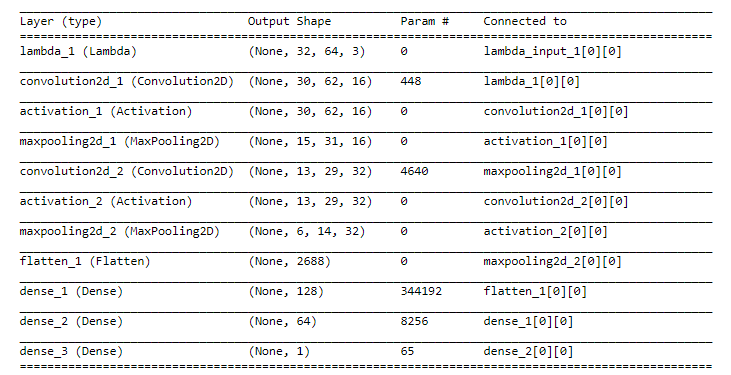 Layer (type) Output Shape Param # Connected to
lambda_1 (Lambda) (None, 32, 64, 3) 0 lambda_input_1[0][0]
convolution2d_1 (Convolution2D) (None, 30, 62, 16) 448 lambda_1[0][0]
activation_1 (Activation) (None, 30, 62, 16) 0 convolution2d_1[0][0]
maxpooling2d_1 (MaxPooling2D) (None, 15, 31, 16) 0 activation_1[0][0]
convolution2d_2 (Convolution2D) (None, 13, 29, 32) 4640 maxpooling2d_1[0][0]
activation_2 (Activation) (None, 13, 29, 32) 0 convolution2d_2[0][0]
maxpooling2d_2 (MaxPooling2D) (None, 6, 14, 32) 0 activation_2[0][0]
flatten_1 (Flatten) (None, 2688) 0 maxpooling2d_2[0][0]
dense_1 (Dense) (None, 128) 344192 flatten_1[0][0]
dense_2 (Dense) (None, 64) 8256 dense_1[0][0]
dense_3 (Dense) (None, 1) 65 dense_2[0][0]